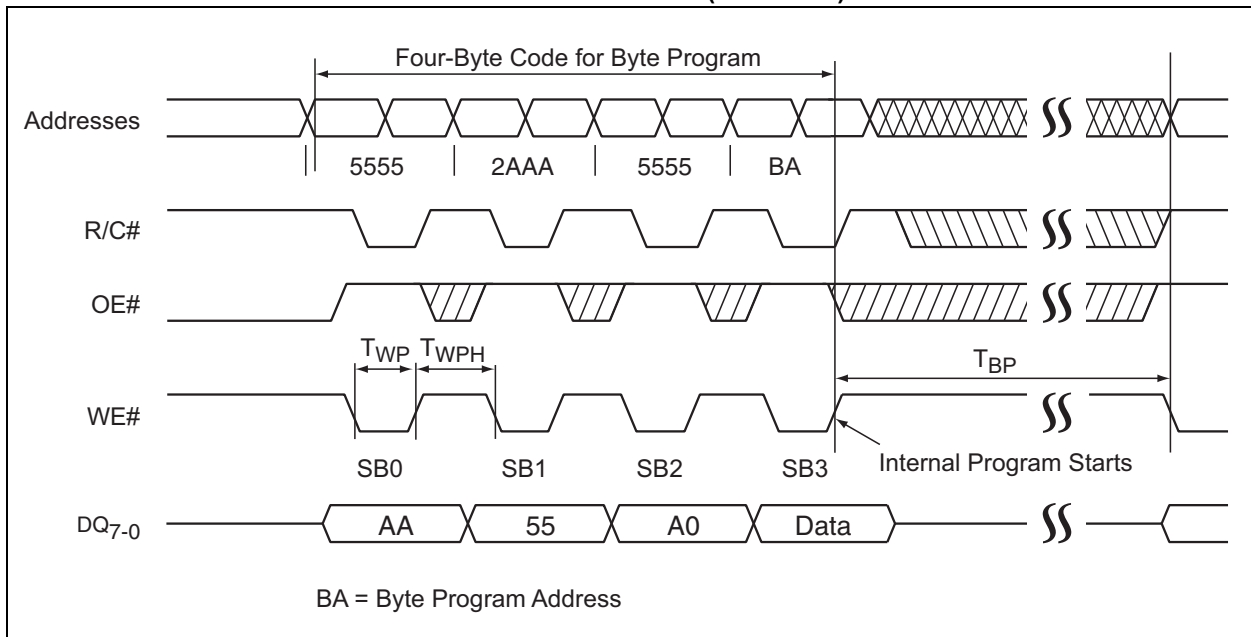 Four-Byte Code for Byte Program
Addresses
5555 2AAA 5555 BA
R/C#
OE#
TWP TWPH TBP
WE#
SB0 SB1 SB2 SB3 Internal Program Starts
DQ7-0 AA 55 A0 Data
BA = Byte Program Address